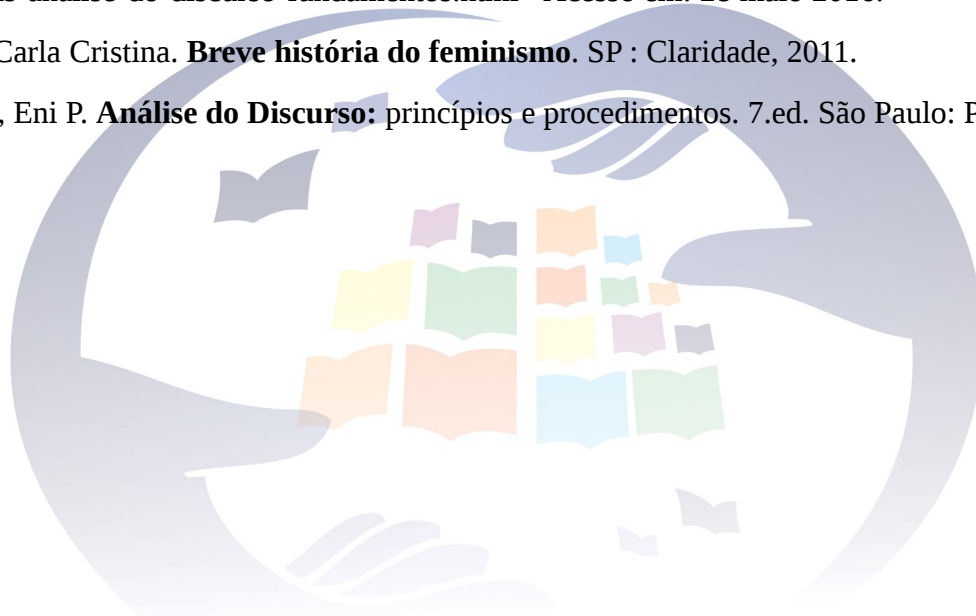 Carla Cristina. Breve história do feminismo. SP : Claridade, 2011.
, Eni P. Análise do Discurso: princípios e procedimentos. 7.ed. São Paulo: P